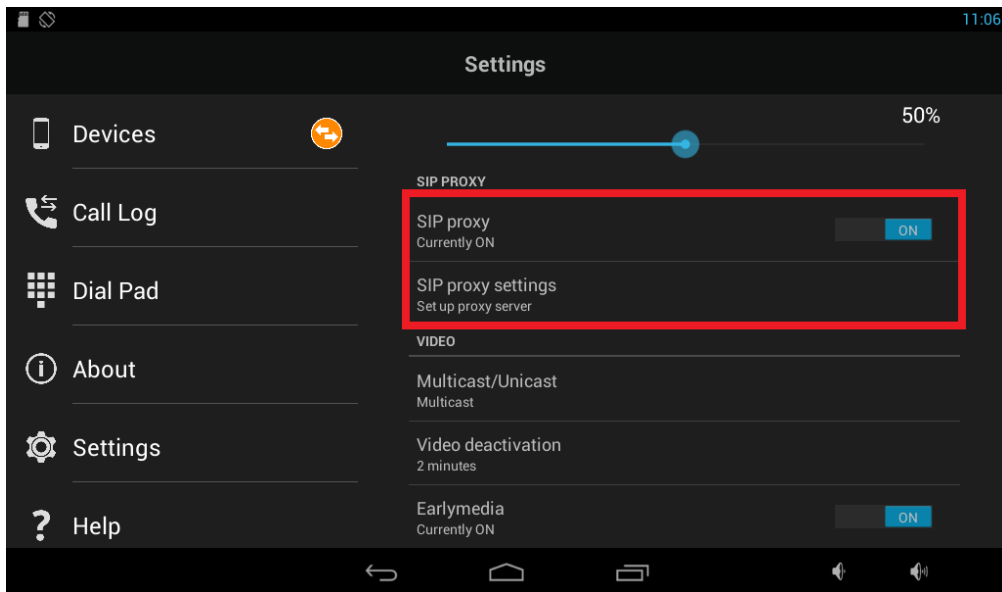 11:06
Settings
Devices
Call Log
Dial Pad
About
Settings
Help
50%
SIP PROXY
SIP proxy
Currently ON
ON
SIP proxy settings
Set up proxy server
VIDEO
Multicast/Unicast
Multicast
Video deactivation
2 minutes
Earlymedia
Currently ON
ON